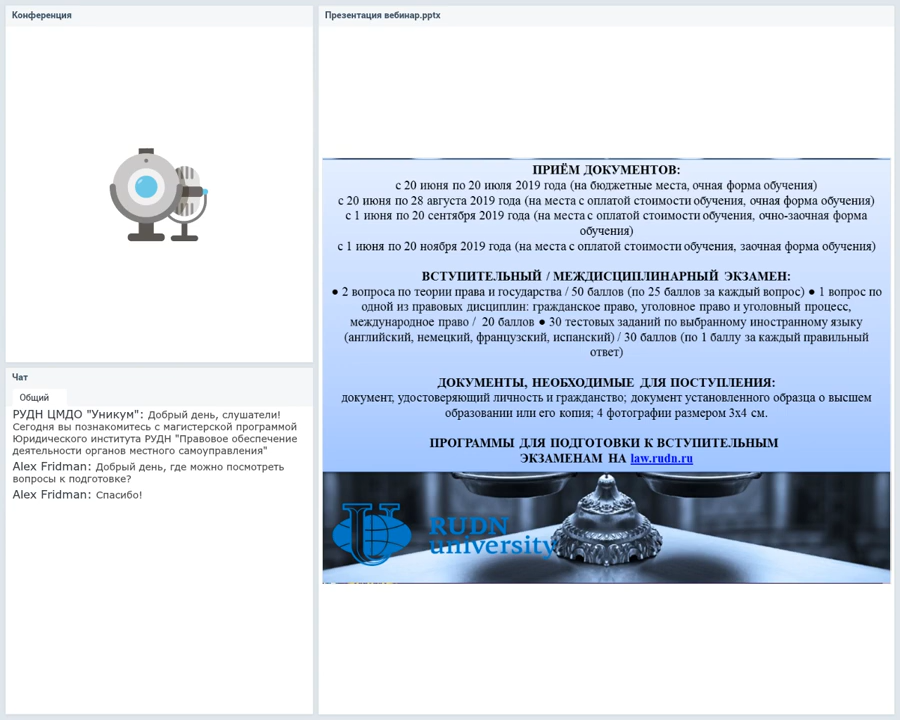 Конференция
Чат
Общий
РУДН ЦМДО "Уникум": Добрый день, слушатели!
Сегодня вы познакомитесь с магистерской программой
Юридического института РУДН "Правовое обеспечение
деятельности органов местного самоуправления"
Alex Fridman: Добрый день, где можно посмотреть
вопросы к подготовке?
Alex Fridman: Спасибо!
Презентация вебинар.pptx
ПРИЁМ ДОКУМЕНТОВ:
с 20 июня по 20 июля 2019 года (на бюджетные места, очная форма обучения)
с 20 июня по 28 августа 2019 года (на места с оплатой стоимости обучения, очная форма обучения)
с 1 июня по 20 сентября 2019 года (на места с оплатой стоимости обучения, очно-заочная форма
обучения)
с 1 июня по 20 ноября 2019 года (на места с оплатой стоимости обучения, заочная форма обучения)
ВСТУПИТЕЛЬНЫЙ / МЕЖДИСЦИПЛИНАРНЫЙ ЭКЗАМЕН:
● 2 вопроса по теории права и государства / 50 баллов (по 25 баллов за каждый вопрос) ● 1 вопрос по
одной из правовых дисциплин: гражданское право, уголовное право и уголовный процесс,
международное право / 20 баллов ● 30 тестовых заданий по выбранному иностранному языку
(английский, немецкий, французский, испанский) / 30 баллов (по 1 баллу за каждый правильный
ответ)
ДОКУМЕНТЫ, НЕОБХОДИМЫЕ ДЛЯ ПОСТУПЛЕНИЯ:
документ, удостоверяющий личность и гражданство; документ установленного образца о высшем
образовании или его копия; 4 фотографии размером 3х4 см.
ПРОГРАММЫ ДЛЯ ПОДГОТОВКИ К ВСТУПИТЕЛЬНЫМ
ЭКЗАМЕНАМ НА law.rudn.ru
RUDN
university